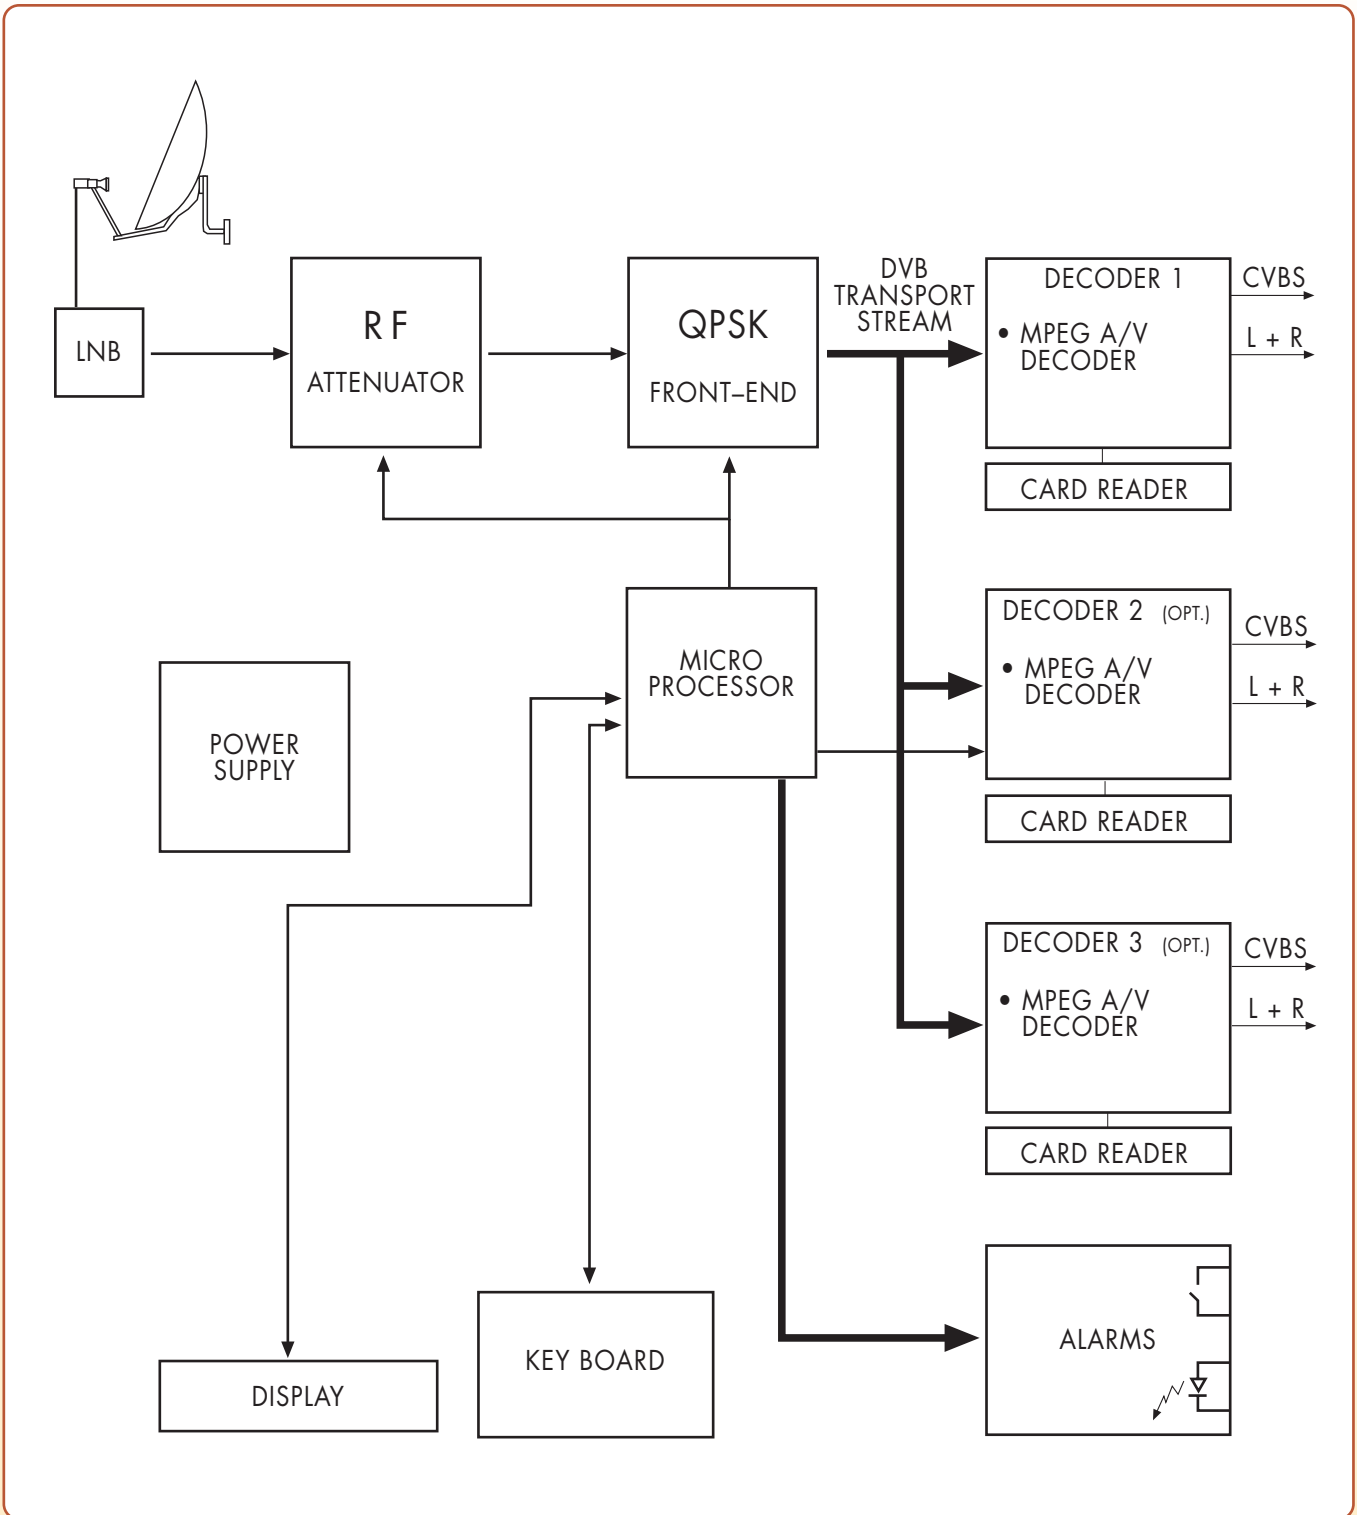 LNB
RF
ATTENUATOR
QPSK
FRONT–END
DVB
TRANSPORT
STREAM
DECODER 1
• MPEG A/V
DECODER
CVBS
L + R
CARD READER
MICRO
PROCESSOR
DECODER 2 (OPT.)
• MPEG A/V
DECODER
CVBS
L + R
CARD READER
POWER
SUPPLY
DECODER 3 (OPT.)
• MPEG A/V
DECODER
CVBS
L + R
CARD READER
ALARMS
KEY BOARD
DISPLAY